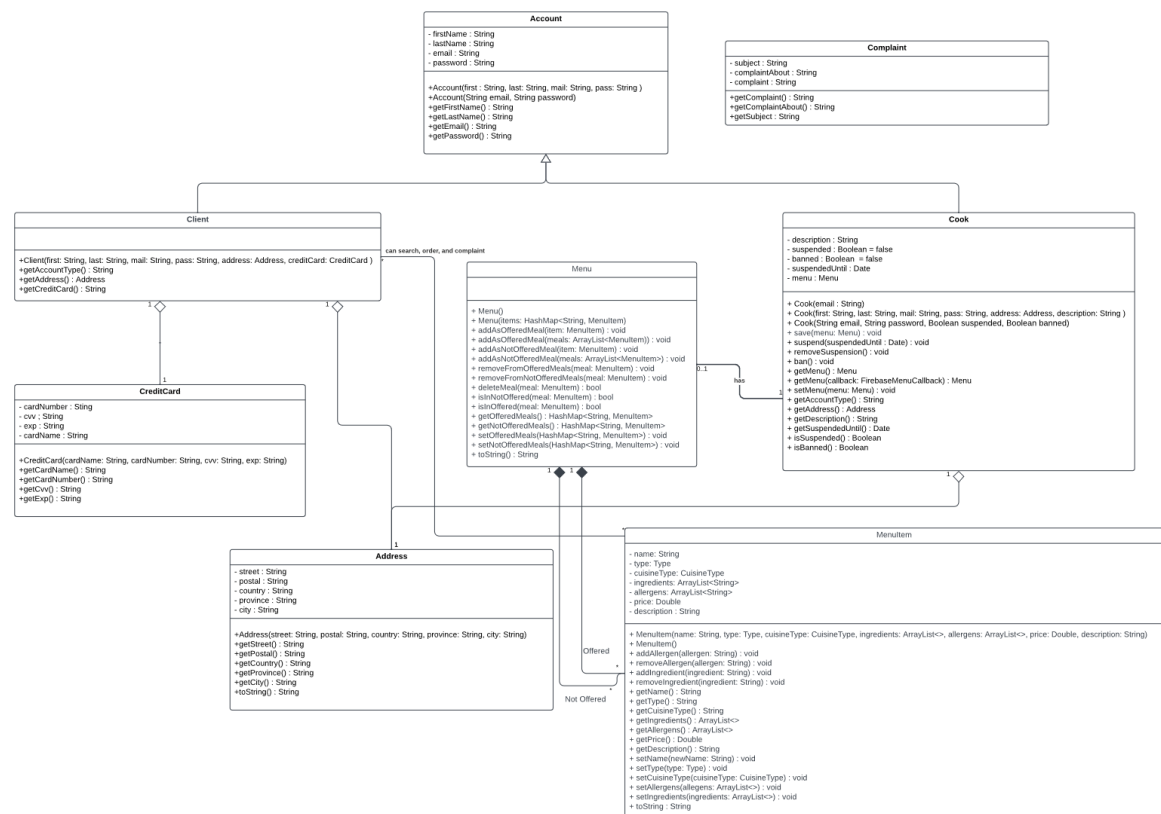 Account
- firstName : String
- lastName : String
- email : String
- password : String
+Account(first : String, last: String, mail: String, pass: String )
+Account(String email, String password)
+getFirstName() : String
+getLastName() : String
+getEmail() : String
+getPassword() : String
Complaint
- subject : String
- complaintAbout : String
- complaint : String
+getComplaint() : String
+getComplaintAbout() : String
+getSubject : String
Client
+Client(first: String, last: String, mail: String, pass: String, address: Address, creditCard: CreditCard )
+getAccountType() : String
+getAddress() : Address
+getCreditCard() : String
can search, order, and complaint
*
1
1
Menu
+ Menu()
+ Menu(items: HashMap<String, MenuItem)
+ addAsOfferedMeal(item: MenuItem) : void
+ addAsOfferedMeal(meals: ArrayList<MenuItem)) : void
+ addAsNotOfferedMeal(item: MenuItem) : void
+ addAsNotOfferedMeal(meals: ArrayList<MenuItem>) : void
+ removeFromOfferedMeals(meal: MenuItem) : void
+ removeFromNotOfferedMeals(meal: MenuItem) : void
+ deleteMeal(meal: MenuItem) : bool
+ isInNotOffered(meal: MenuItem) : bool
+ isInOffered(meal: MenuItem) : bool
+ getOfferedMeals() : HashMap<String, MenuItem>
+ getNotOfferedMeals() : HashMap<String, MenuItem>
+ setOfferedMeals(HashMap<String, MenuItem>) : void
+ setNotOfferedMeals(HashMap<String, MenuItem>) : void
+ toString() : String
0..1
has
1
1
1
Cook
- description : String
- suspended : Boolean = false
- banned : Boolean = false
- suspendedUntil : Date
- menu : Menu
+ Cook(email : String)
+ Cook(first: String, last: String, mail: String, pass: String, address: Address, description: String )
+ Cook(String email, String password, Boolean suspended, Boolean banned)
+ save(menu: Menu) : void
+ suspend(suspendedUntil : Date) : void
+ removeSuspension() : void
+ ban() : void
+ getMenu() : Menu
+ getMenu(callback: FirebaseMenuCallback) : Menu
+ setMenu(menu: Menu) : void
+ getAccountType() : String
+ getAddress() : Address
+ getDescription() : String
+ getSuspendedUntil() : Date
+ isSuspended() : Boolean
+ isBanned() : Boolean
1
1
CreditCard
- cardNumber : String
- cvv ; String
- exp : String
- cardName : String
+CreditCard(cardName: String, cardNumber: String, cvv: String, exp: String)
+getCardName() : String
+getCardNumber() : String
+getCvv() : String
+getExp() : String
1
Address
- street : String
- postal : String
- country : String
- province : String
- city : String
+Address(street: String, postal: String, country: String, province: String, city: String)
+getStreet() : String
+getPostal() : String
+getCountry() : String
+getProvince() : String
+getCity() : String
+toString() : String
Offered
*
Not Offered
*
*
MenuItem
- name: String
- type: Type
- cuisineType: CuisineType
- ingredients: ArrayList<String>
- allergens: ArrayList<String>
- price: Double
- description : String
+ MenuItem(name: String, type: Type, cuisineType: CuisineType, ingredients: ArrayList<>, allergens: ArrayList<>, price: Double, description: String)
+ MenuItem()
+ addAllergen(allergen: String) : void
+ removeAllergen(allergen: String) : void
+ addIngredient(ingredient: String) : void
+ removeIngredient(ingredient: String) : void
+ getName() : String
+ getType() : String
+ getCuisineType() : String
+ getIngredients() : ArrayList<>
+ getAllergens() : ArrayList<>
+ getPrice() : Double
+ getDescription() : String
+ setName(newName: String) : void
+ setType(type: Type) : void
+ setCuisineType(cuisineType: CuisineType) : void
+ setAllergens(allegens: ArrayList<>) : void
+ setIngredients(ingredients: ArrayList<>) : void
+ toString : String